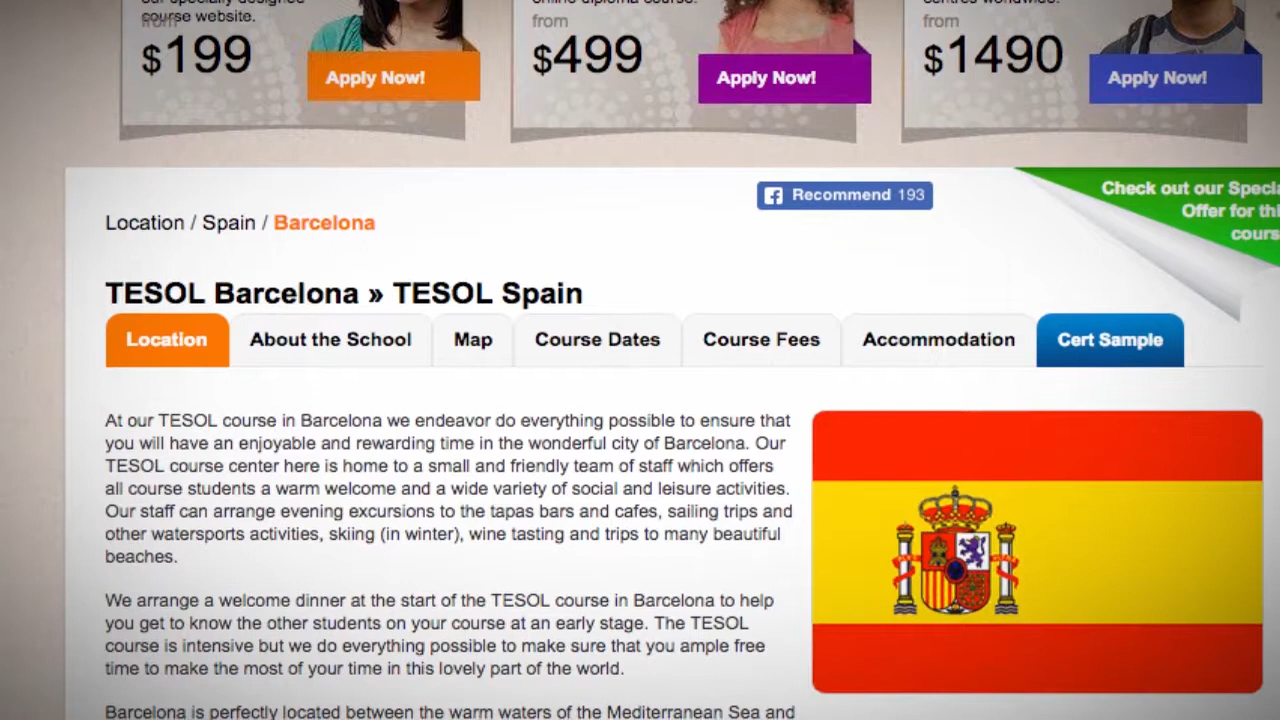 course website.
from
from
from
$199
$499
$1490
Apply Now!
Apply Now!
Apply Now!
Recommend 193
Check out our
Offer for
Location / Spain / Barcelona
TESOL Barcelona » TESOL Spain
Location
About the School
Map
Course Dates
Course Fees
Accommodation
Cert Sample
At our TESOL course in Barcelona we endeavor do everything possible to ensure that
you will have an enjoyable and rewarding time in the wonderful city of Barcelona. Our
TESOL course center here is home to a small and friendly team of staff which offers
all course students a warm welcome and a wide variety of social and leisure activities.
Our staff can arrange evening excursions to the tapas bars and cafes, sailing trips and
other watersports activities, skiing (in winter), wine tasting and trips to many beautiful
beaches.
We arrange a welcome dinner at the start of the TESOL course in Barcelona to help
you get to know the other students on your course at an early stage. The TESOL
course is intensive but we do everything possible to make sure that you ample free
time to make the most of your time in this lovely part of the world.
Barcelona is perfectly located between the warm waters of the Mediterranean Sea and